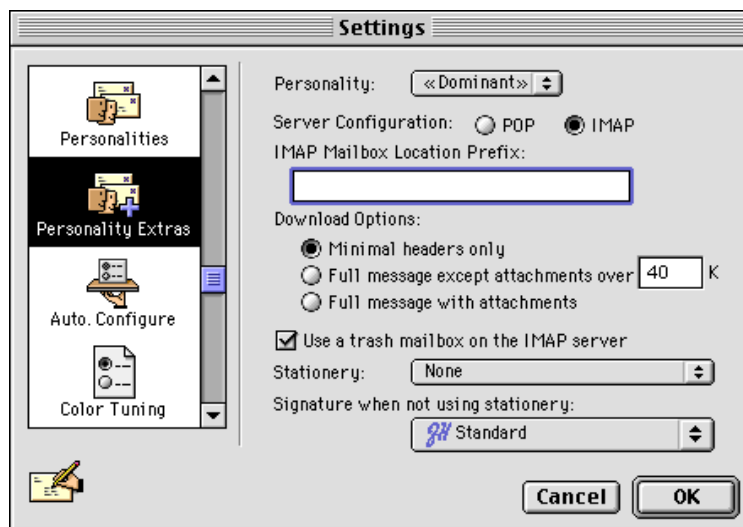 Settings
Personalities
Personality Extras
Auto. Configure
Color Tuning
Personality: «Dominant»
Server Configuration: POP IMAP
IMAP Mailbox Location Prefix:
Download Options:
Minimal headers only
Full message except attachments over 40 K
Full message with attachments
Use a trash mailbox on the IMAP server
Stationery: None
Signature when not using stationery:
Standard
Cancel OK